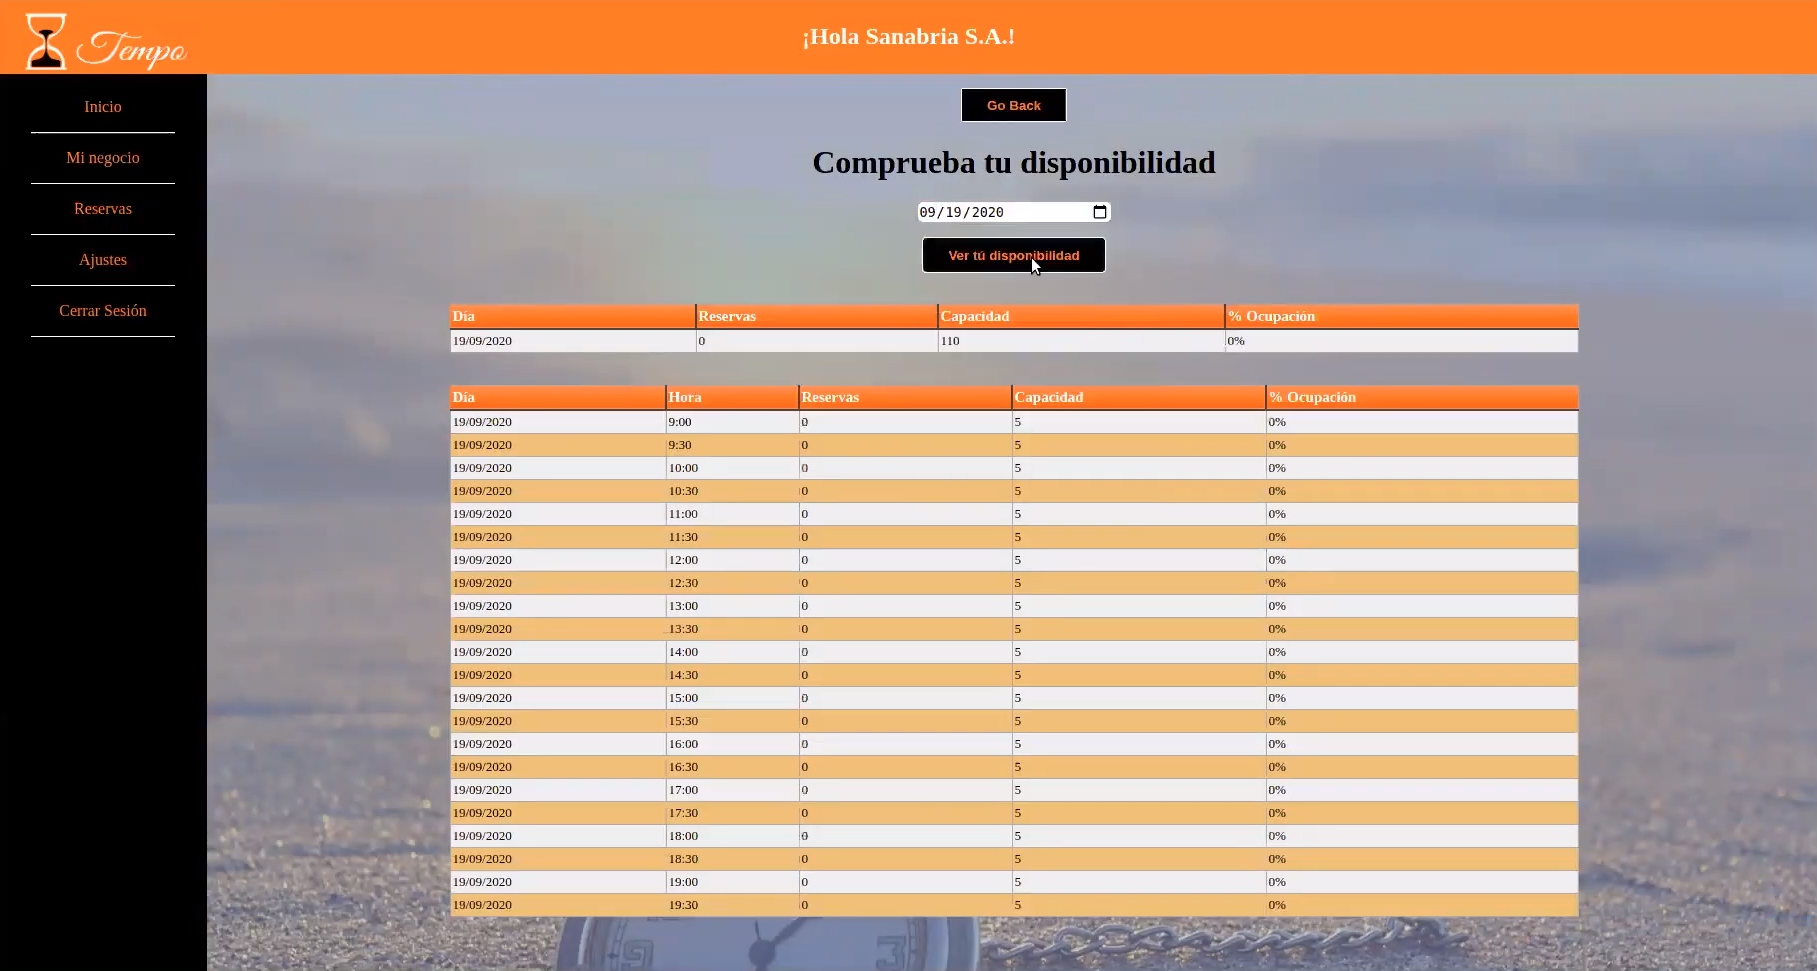 Tempo
¡Hola Sanabria S.A.!
Inicio
Mi negocio
Reservas
Ajustes
Cerrar Sesión
Go Back
Comprueba tu disponibilidad
09/19/2020
Ver tú disponibilidad
Día Reservas Capacidad % Ocupación
19/09/2020 0 110 0%
Día Hora Reservas Capacidad % Ocupación
19/09/2020 9:00 0 5 0%
19/09/2020 9:30 0 5 0%
19/09/2020 10:00 0 5 0%
19/09/2020 10:30 0 5 0%
19/09/2020 11:00 0 5 0%
19/09/2020 11:30 0 5 0%
19/09/2020 12:00 0 5 0%
19/09/2020 12:30 0 5 0%
19/09/2020 13:00 0 5 0%
19/09/2020 13:30 0 5 0%
19/09/2020 14:00 0 5 0%
19/09/2020 14:30 0 5 0%
19/09/2020 15:00 0 5 0%
19/09/2020 15:30 0 5 0%
19/09/2020 16:00 0 5 0%
19/09/2020 16:30 0 5 0%
19/09/2020 17:00 0 5 0%
19/09/2020 17:30 0 5 0%
19/09/2020 18:00 0 5 0%
19/09/2020 18:30 0 5 0%
19/09/2020 19:00 0 5 0%
19/09/2020 19:30 0 5 0%
9 3